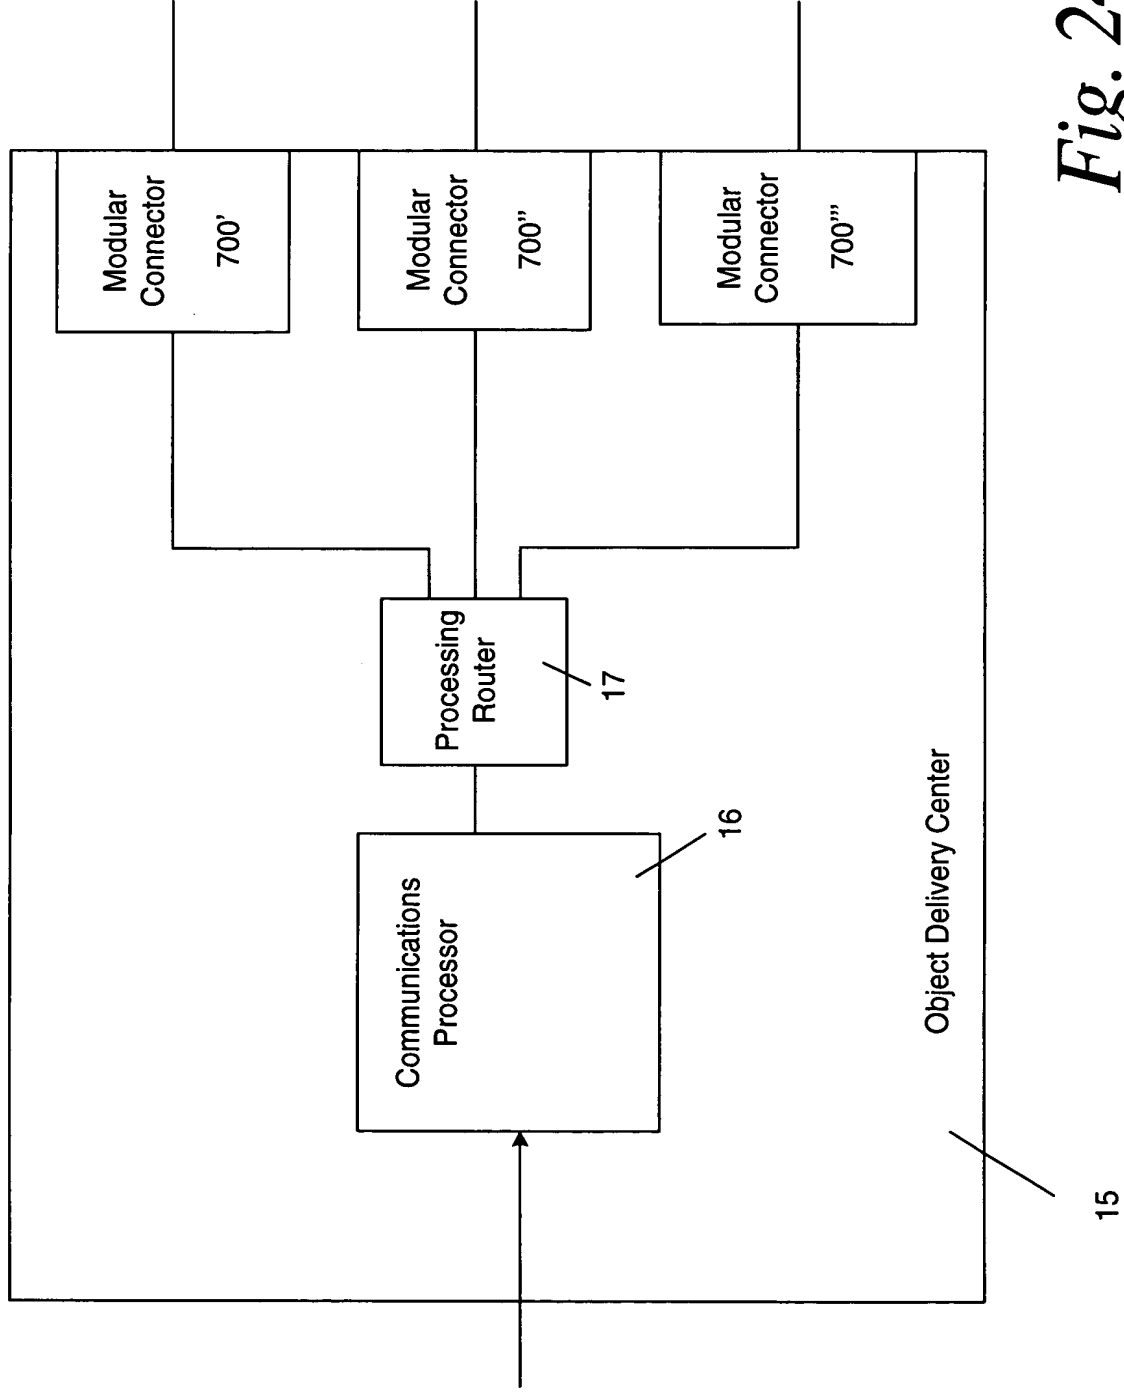 Modular
Connector
700'
Modular
Connector
700"
Modular
Connector
700'''
Processing
Router
17
Communications
Processor
16
Object Delivery Center
15
Fig.